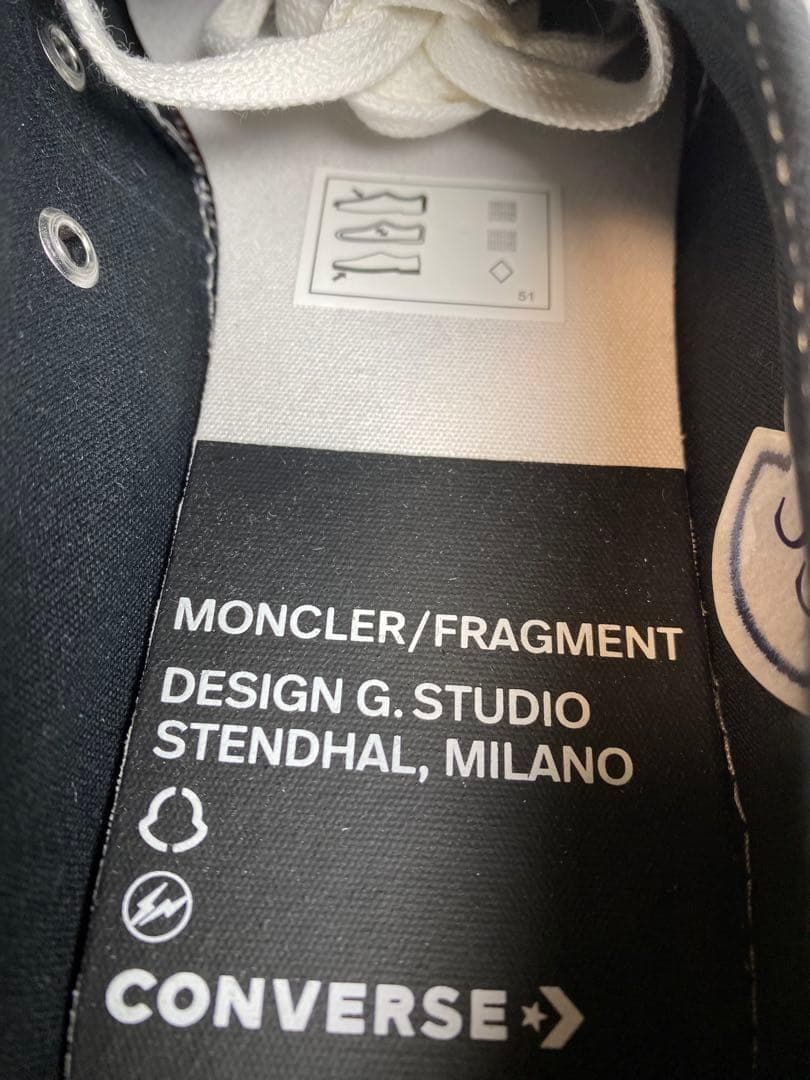 51
MONCLER/FRAGMENT
DESIGN G. STUDIO
STENDHAL, MILANO
CONVERSE